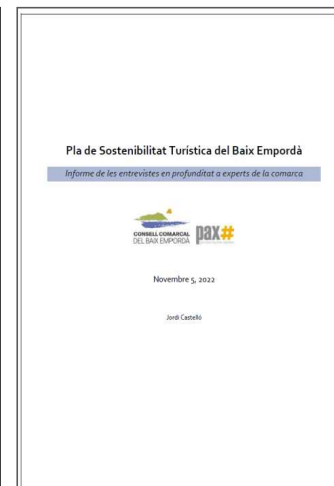 Pla de Sostenibilitat Turística del Baix Empordà
Informe de les entrevistes en profunditat a experts de la comarca
CONSELL COMARCAL
DEL BAIX EMPORDÀ
pax#
Novembre 5, 2022
Jordi Castelló